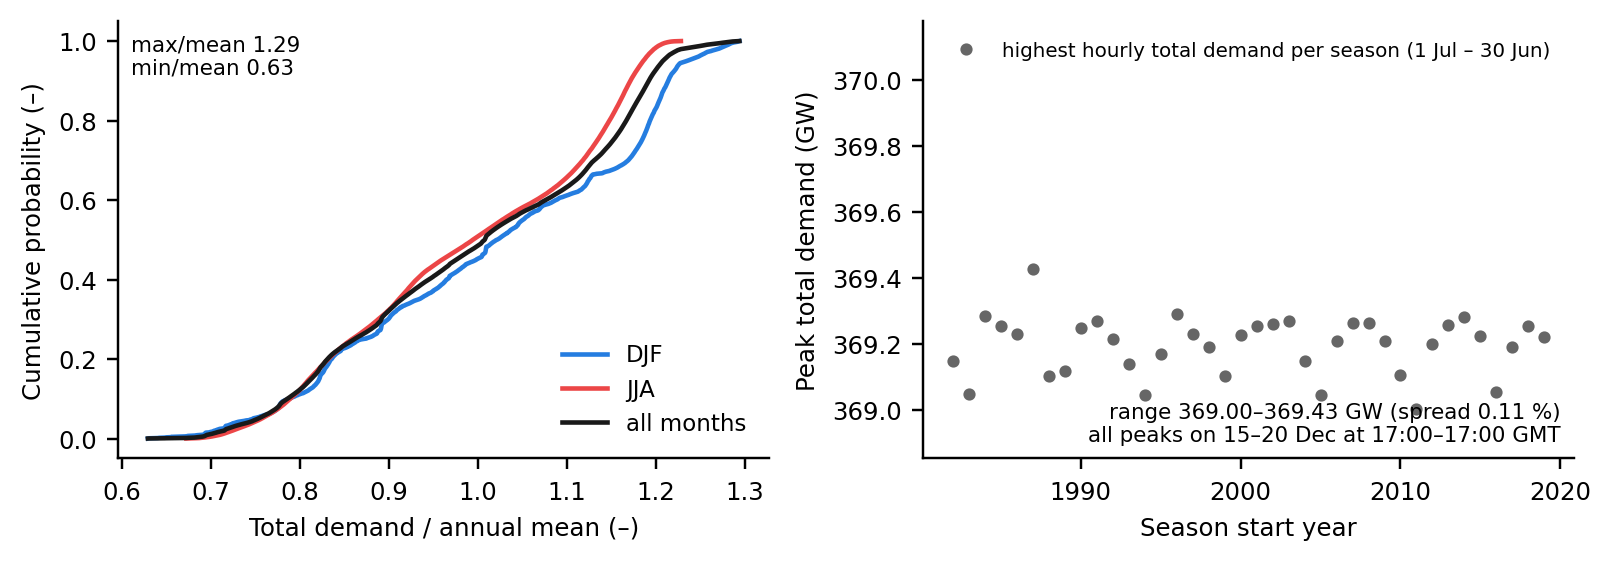 max/mean 1.29
min/mean 0.63
Cumulative probability (–)
1.0
0.8
0.6
0.4
0.2
0.0
DJF
JJA
all months
0.6 0.7 0.8 0.9 1.0 1.1 1.2 1.3
Total demand / annual mean (–)
highest hourly total demand per season (1 Jul – 30 Jun)
Peak total demand (GW)
370.0
369.8
369.6
369.4
369.2
369.0
range 369.00–369.43 GW (spread 0.11 %)
all peaks on 15–20 Dec at 17:00–17:00 GMT
1990 2000 2010 2020
Season start year